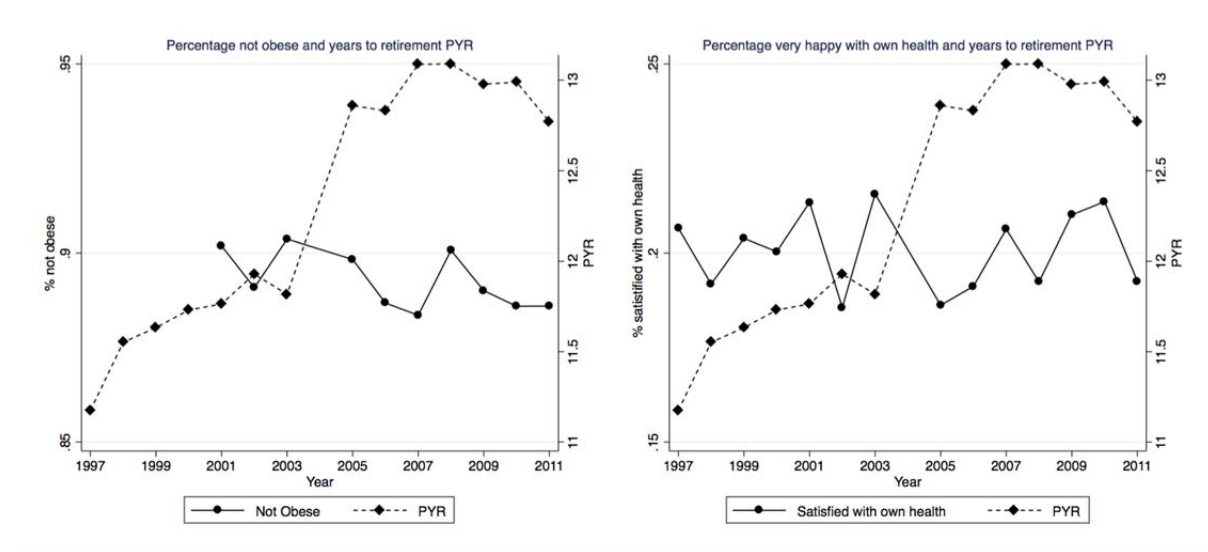 Percentage not obese and years to retirement PYR
.95
.9
.85
% not obese
13
12.5
12
11.5
11
PYR
1997 1999 2001 2003 2005 2007 2009 2011
Year
Not Obese PYR
Percentage very happy with own health and years to retirement PYR
.25
.2
.15
% satistified with own health
13
12.5
12
11.5
11
PYR
1997 1999 2001 2003 2005 2007 2009 2011
Year
Satisfied with own health PYR